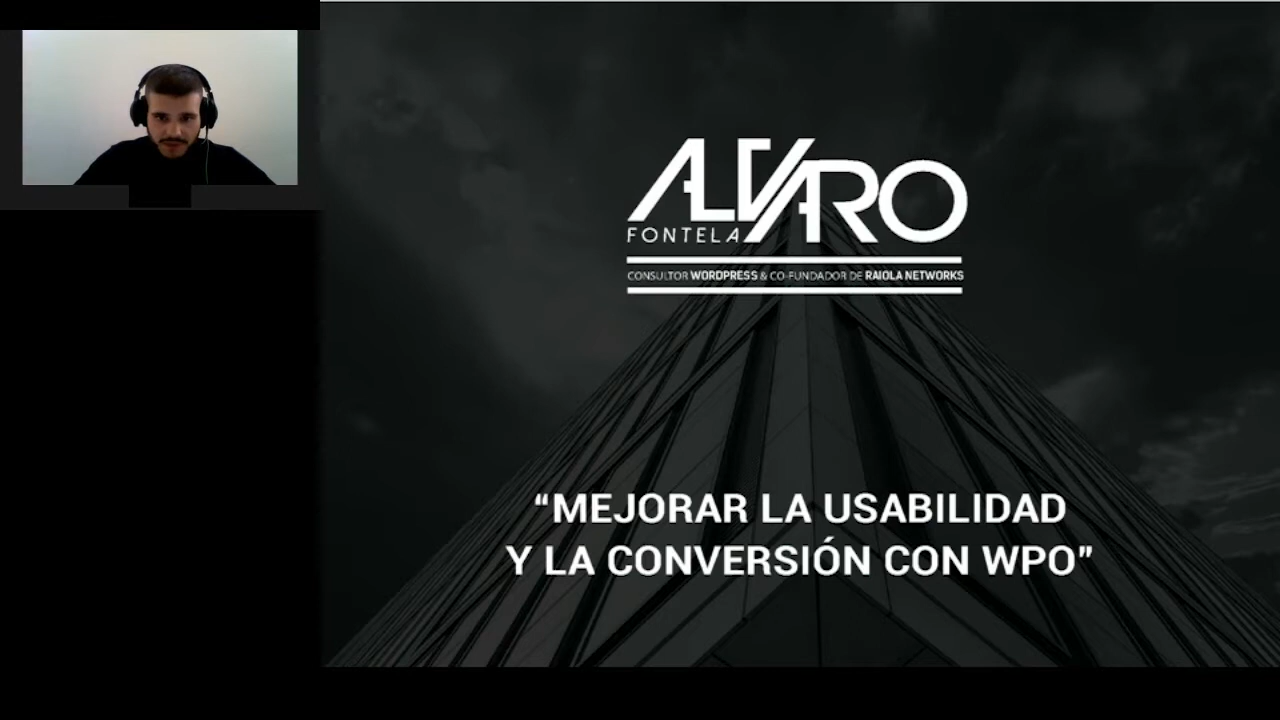 ALVARO
FONTELA
CONSULTOR WORDPRESS & CO-FUNDADOR DE RAIOLA NETWORKS
“MEJORAR LA USABILIDAD
Y LA CONVERSIÓN CON WPO”